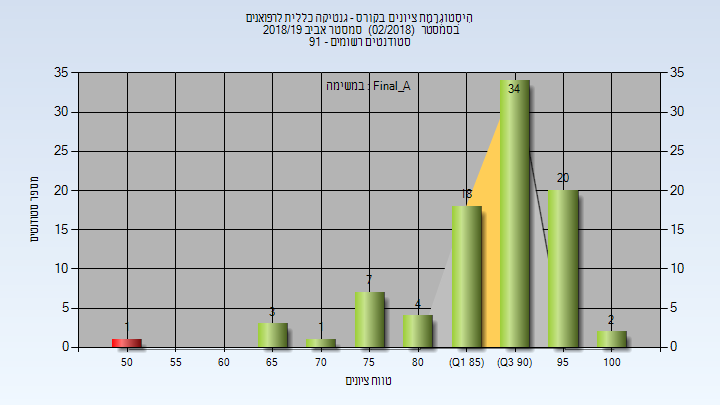 היסטוגרמת ציונים בקורס - גנטיקה כללית לרפואנים
בסמסטר (02/2018) סמסטר אביב 2018/19
סטודנטים רשומים - 91
במשימה : Final_A
מספר סטודנטים
35 30 25 20 15 10 5 0
35 30 25 20 15 10 5 0
1 3 1 7 4 18 34 20 2
50 55 60 65 70 75 80 (Q1 85) (Q3 90) 95 100
טווח ציונים